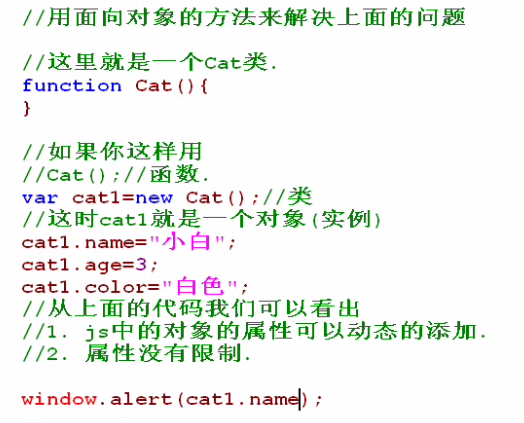 //用面向对象的方法来解决上面的问题
//这里就是一个Cat类.
function Cat(){
}
//如果你这样用
//Cat();//函数.
var cat1=new Cat();//类
//这时cat1就是一个对象(实例)
cat1.name="小白";
cat1.age=3;
cat1.color="白色";
//从上面的代码我们可以看出
//1. js中的对象的属性可以动态的添加.
//2. 属性没有限制.
window.alert(cat1.name);